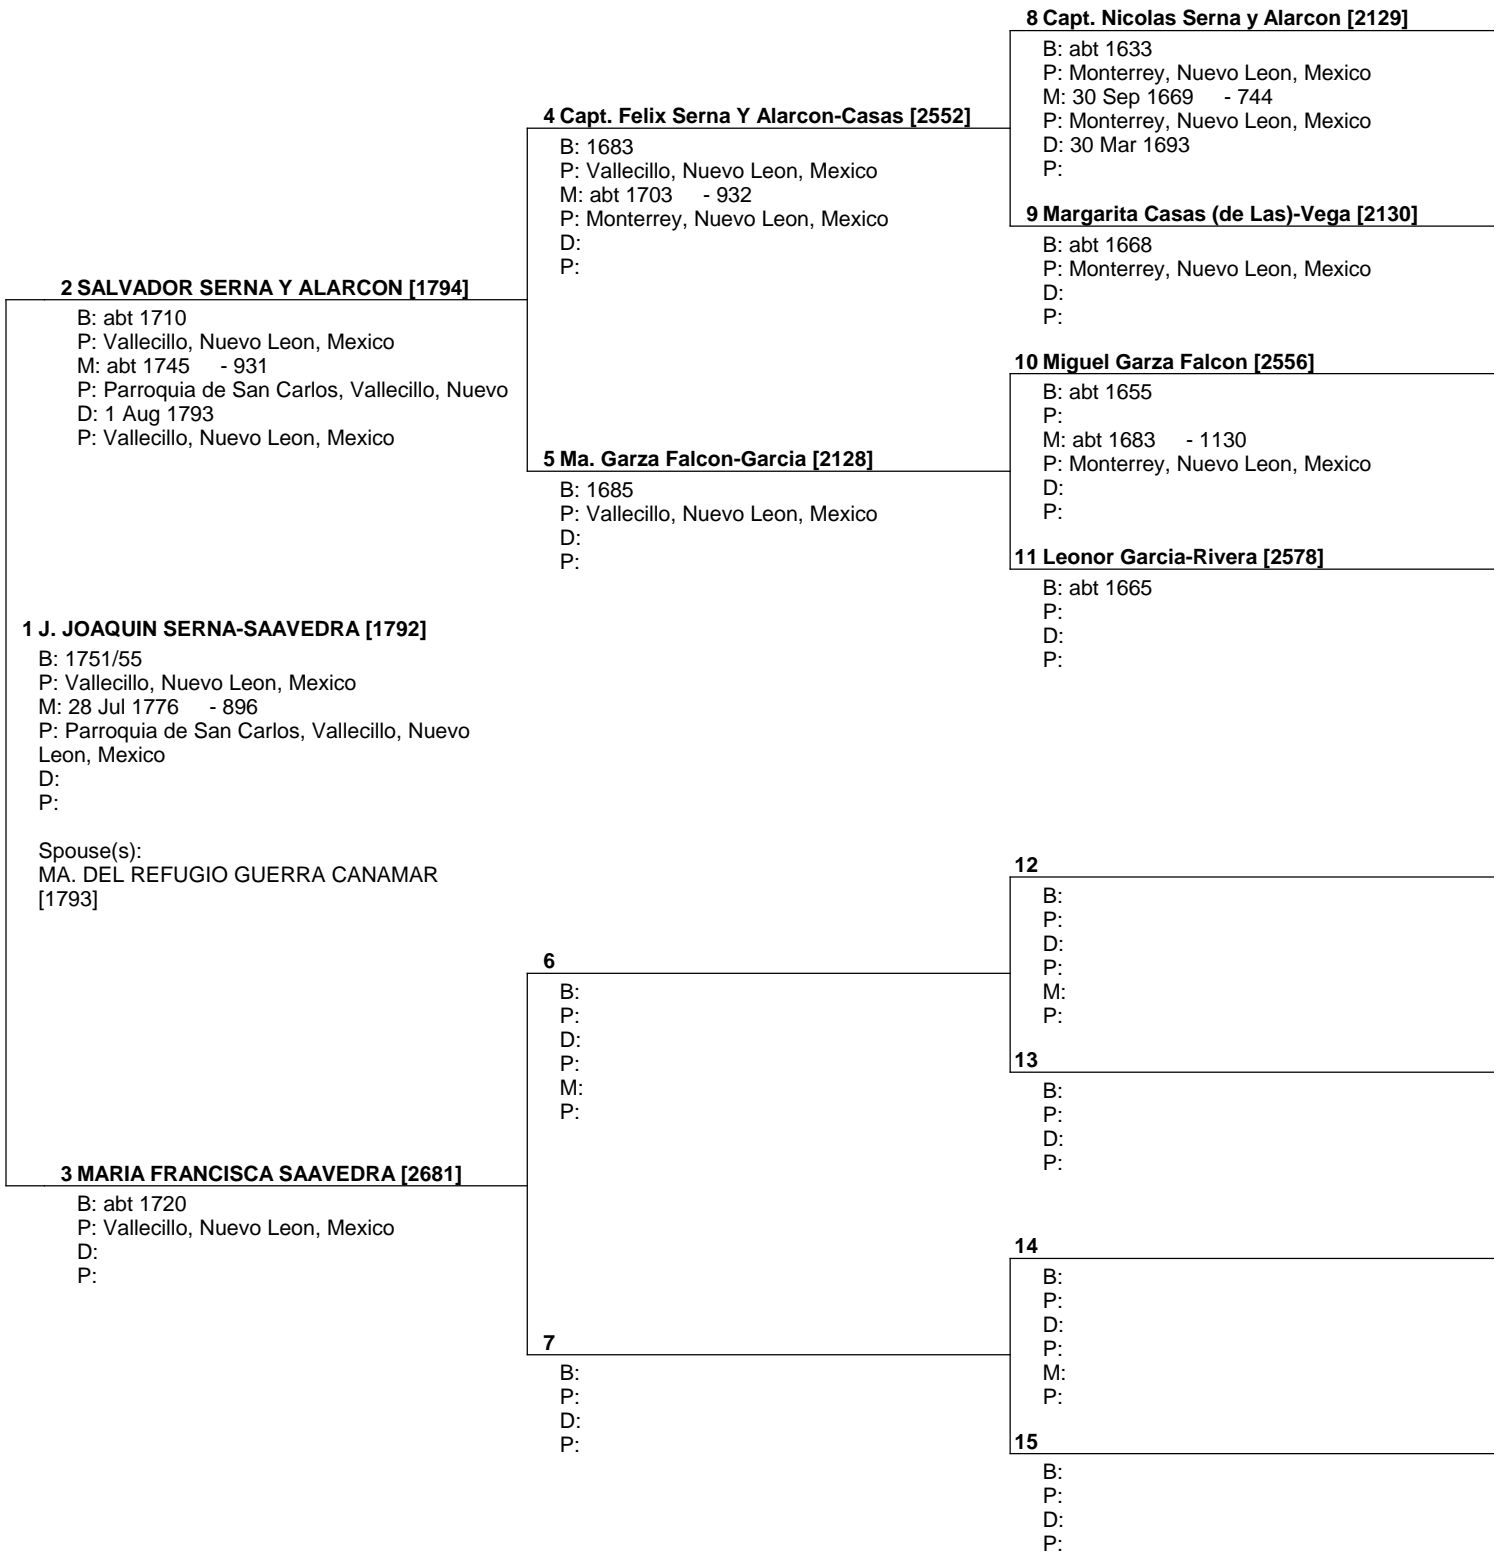 8 Capt. Nicolas Serna y Alarcon [2129]
B: abt 1633
P: Monterrey, Nuevo Leon, Mexico
M: 30 Sep 1669 - 744
P: Monterrey, Nuevo Leon, Mexico
D: 30 Mar 1693
P:
4 Capt. Felix Serna Y Alarcon-Casas [2552]
B: 1683
P: Vallecillo, Nuevo Leon, Mexico
M: abt 1703 - 932
P: Monterrey, Nuevo Leon, Mexico
D:
P:
9 Margarita Casas (de Las)-Vega [2130]
B: abt 1668
P: Monterrey, Nuevo Leon, Mexico
D:
P:
2 SALVADOR SERNA Y ALARCON [1794]
B: abt 1710
P: Vallecillo, Nuevo Leon, Mexico
M: abt 1745 - 931
P: Parroquia de San Carlos, Vallecillo, Nuevo
D: 1 Aug 1793
P: Vallecillo, Nuevo Leon, Mexico
10 Miguel Garza Falcon [2556]
B: abt 1655
P:
M: abt 1683 - 1130
P: Monterrey, Nuevo Leon, Mexico
D:
P:
5 Ma. Garza Falcon-Garcia [2128]
B: 1685
P: Vallecillo, Nuevo Leon, Mexico
D:
P:
11 Leonor Garcia-Rivera [2578]
B: abt 1665
P:
D:
P:
1 J. JOAQUIN SERNA-SAAVEDRA [1792]
B: 1751/55
P: Vallecillo, Nuevo Leon, Mexico
M: 28 Jul 1776 - 896
P: Parroquia de San Carlos, Vallecillo, Nuevo
Leon, Mexico
D:
P:
Spouse(s):
MA. DEL REFUGIO GUERRA CANAMAR
[1793]
12
B:
P:
D:
P:
M:
P:
6
B:
P:
D:
P:
M:
P:
13
B:
P:
D:
P:
3 MARIA FRANCISCA SAAVEDRA [2681]
B: abt 1720
P: Vallecillo, Nuevo Leon, Mexico
D:
P:
14
B:
P:
D:
P:
M:
P:
7
B:
P:
D:
P:
15
B:
P:
D:
P: